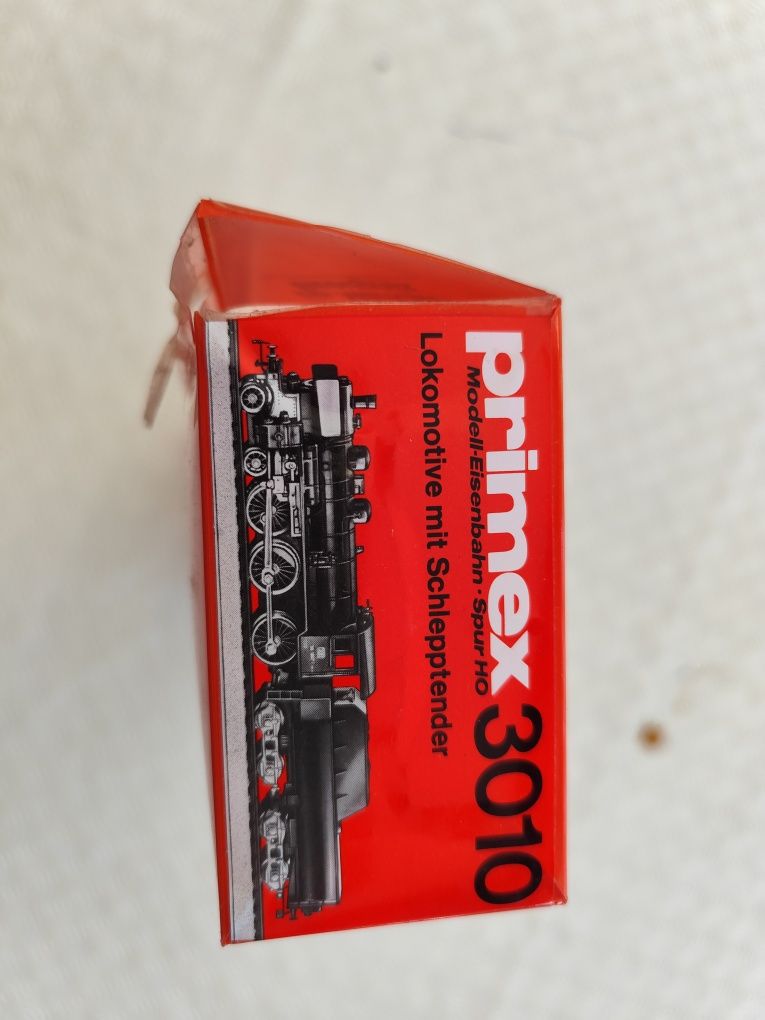 primex 3010
Modell-Eisenbahn · Spur HO
Lokomotive mit Schlepptender